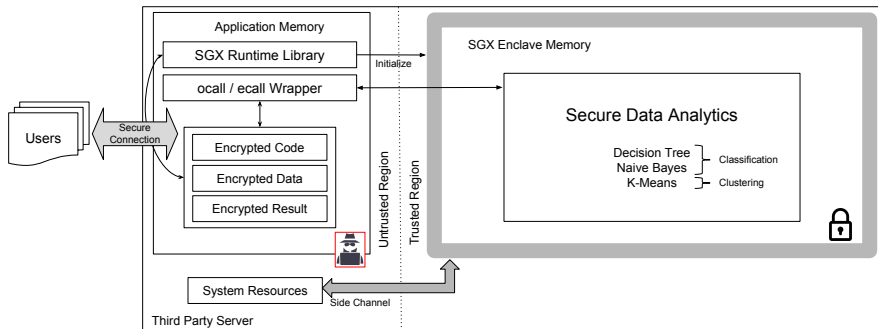 Application Memory
SGX Runtime Library
Initialize
ocall / ecall Wrapper
Users
Secure
Connection
Encrypted Code
Encrypted Data
Encrypted Result
Untrusted Region
Trusted Region
SGX Enclave Memory
Secure Data Analytics
Decision Tree
Naive Bayes
Classification
K-Means
Clustering
System Resources
Side Channel
Third Party Server